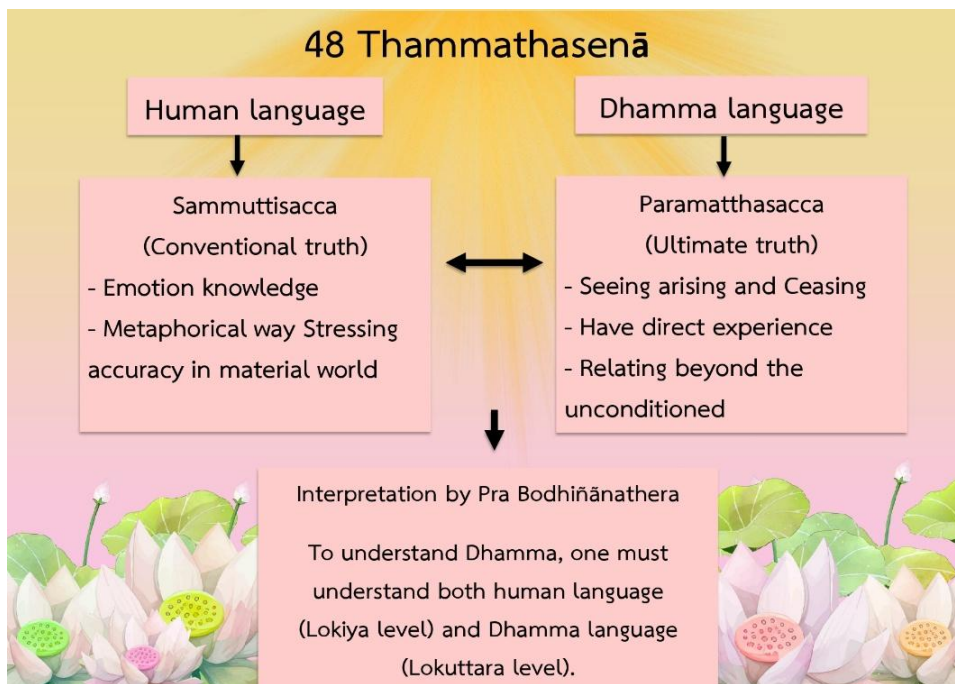 48 Thammathasenā
Human language
Dhamma language
Sammuttisacca
(Conventional truth)
- Emotion knowledge
- Metaphorical way Stressing
accuracy in material world
Paramatthasacca
(Ultimate truth)
- Seeing arising and Ceasing
- Have direct experience
- Relating beyond the
unconditioned
Interpretation by Pra Bodhiñānathera
To understand Dhamma, one must
understand both human language
(Lokiya level) and Dhamma language
(Lokuttara level).